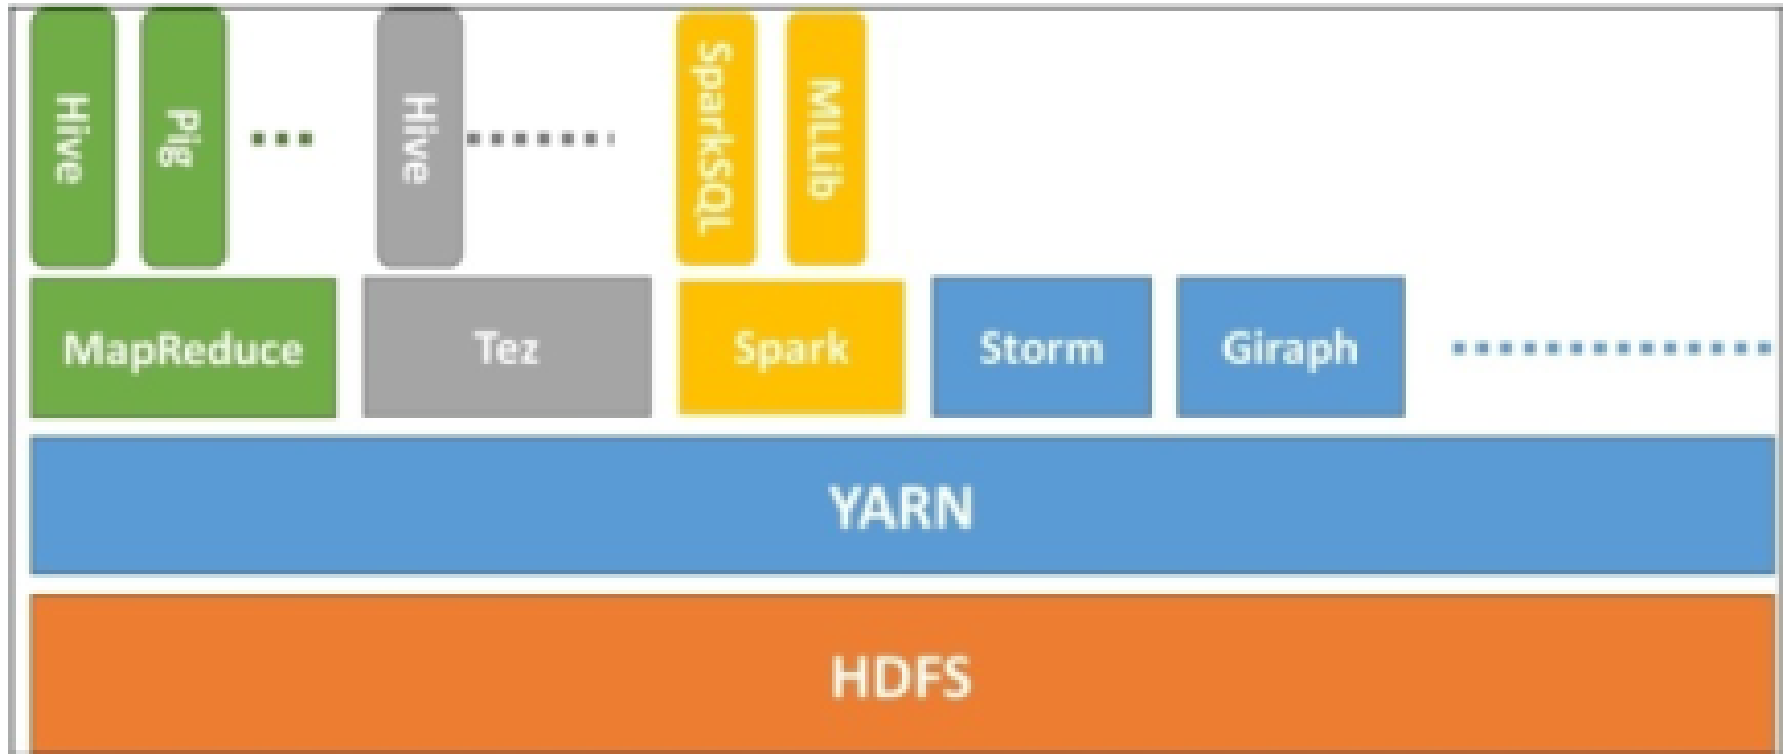 Hive
Pig
Hive
SparkSQL
MLLib
MapReduce
Tez
Spark
Storm
Giraph
YARN
HDFS